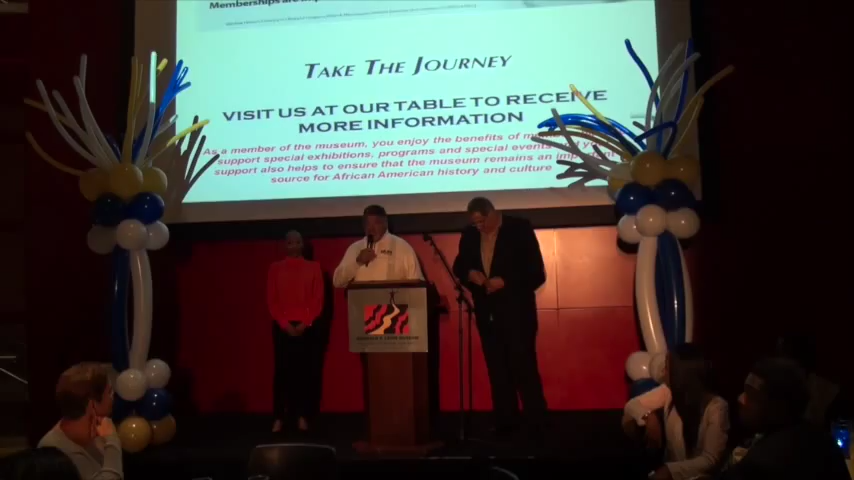 Memberships are
TAKE THE JOURNEY
VISIT US AT OUR TABLE TO RECEIVE
MORE INFORMATION
As a member of the museum, you enjoy the benefits of
support special exhibitions, programs and special events
support also helps to ensure that the museum remains an important
source for African American history and culture